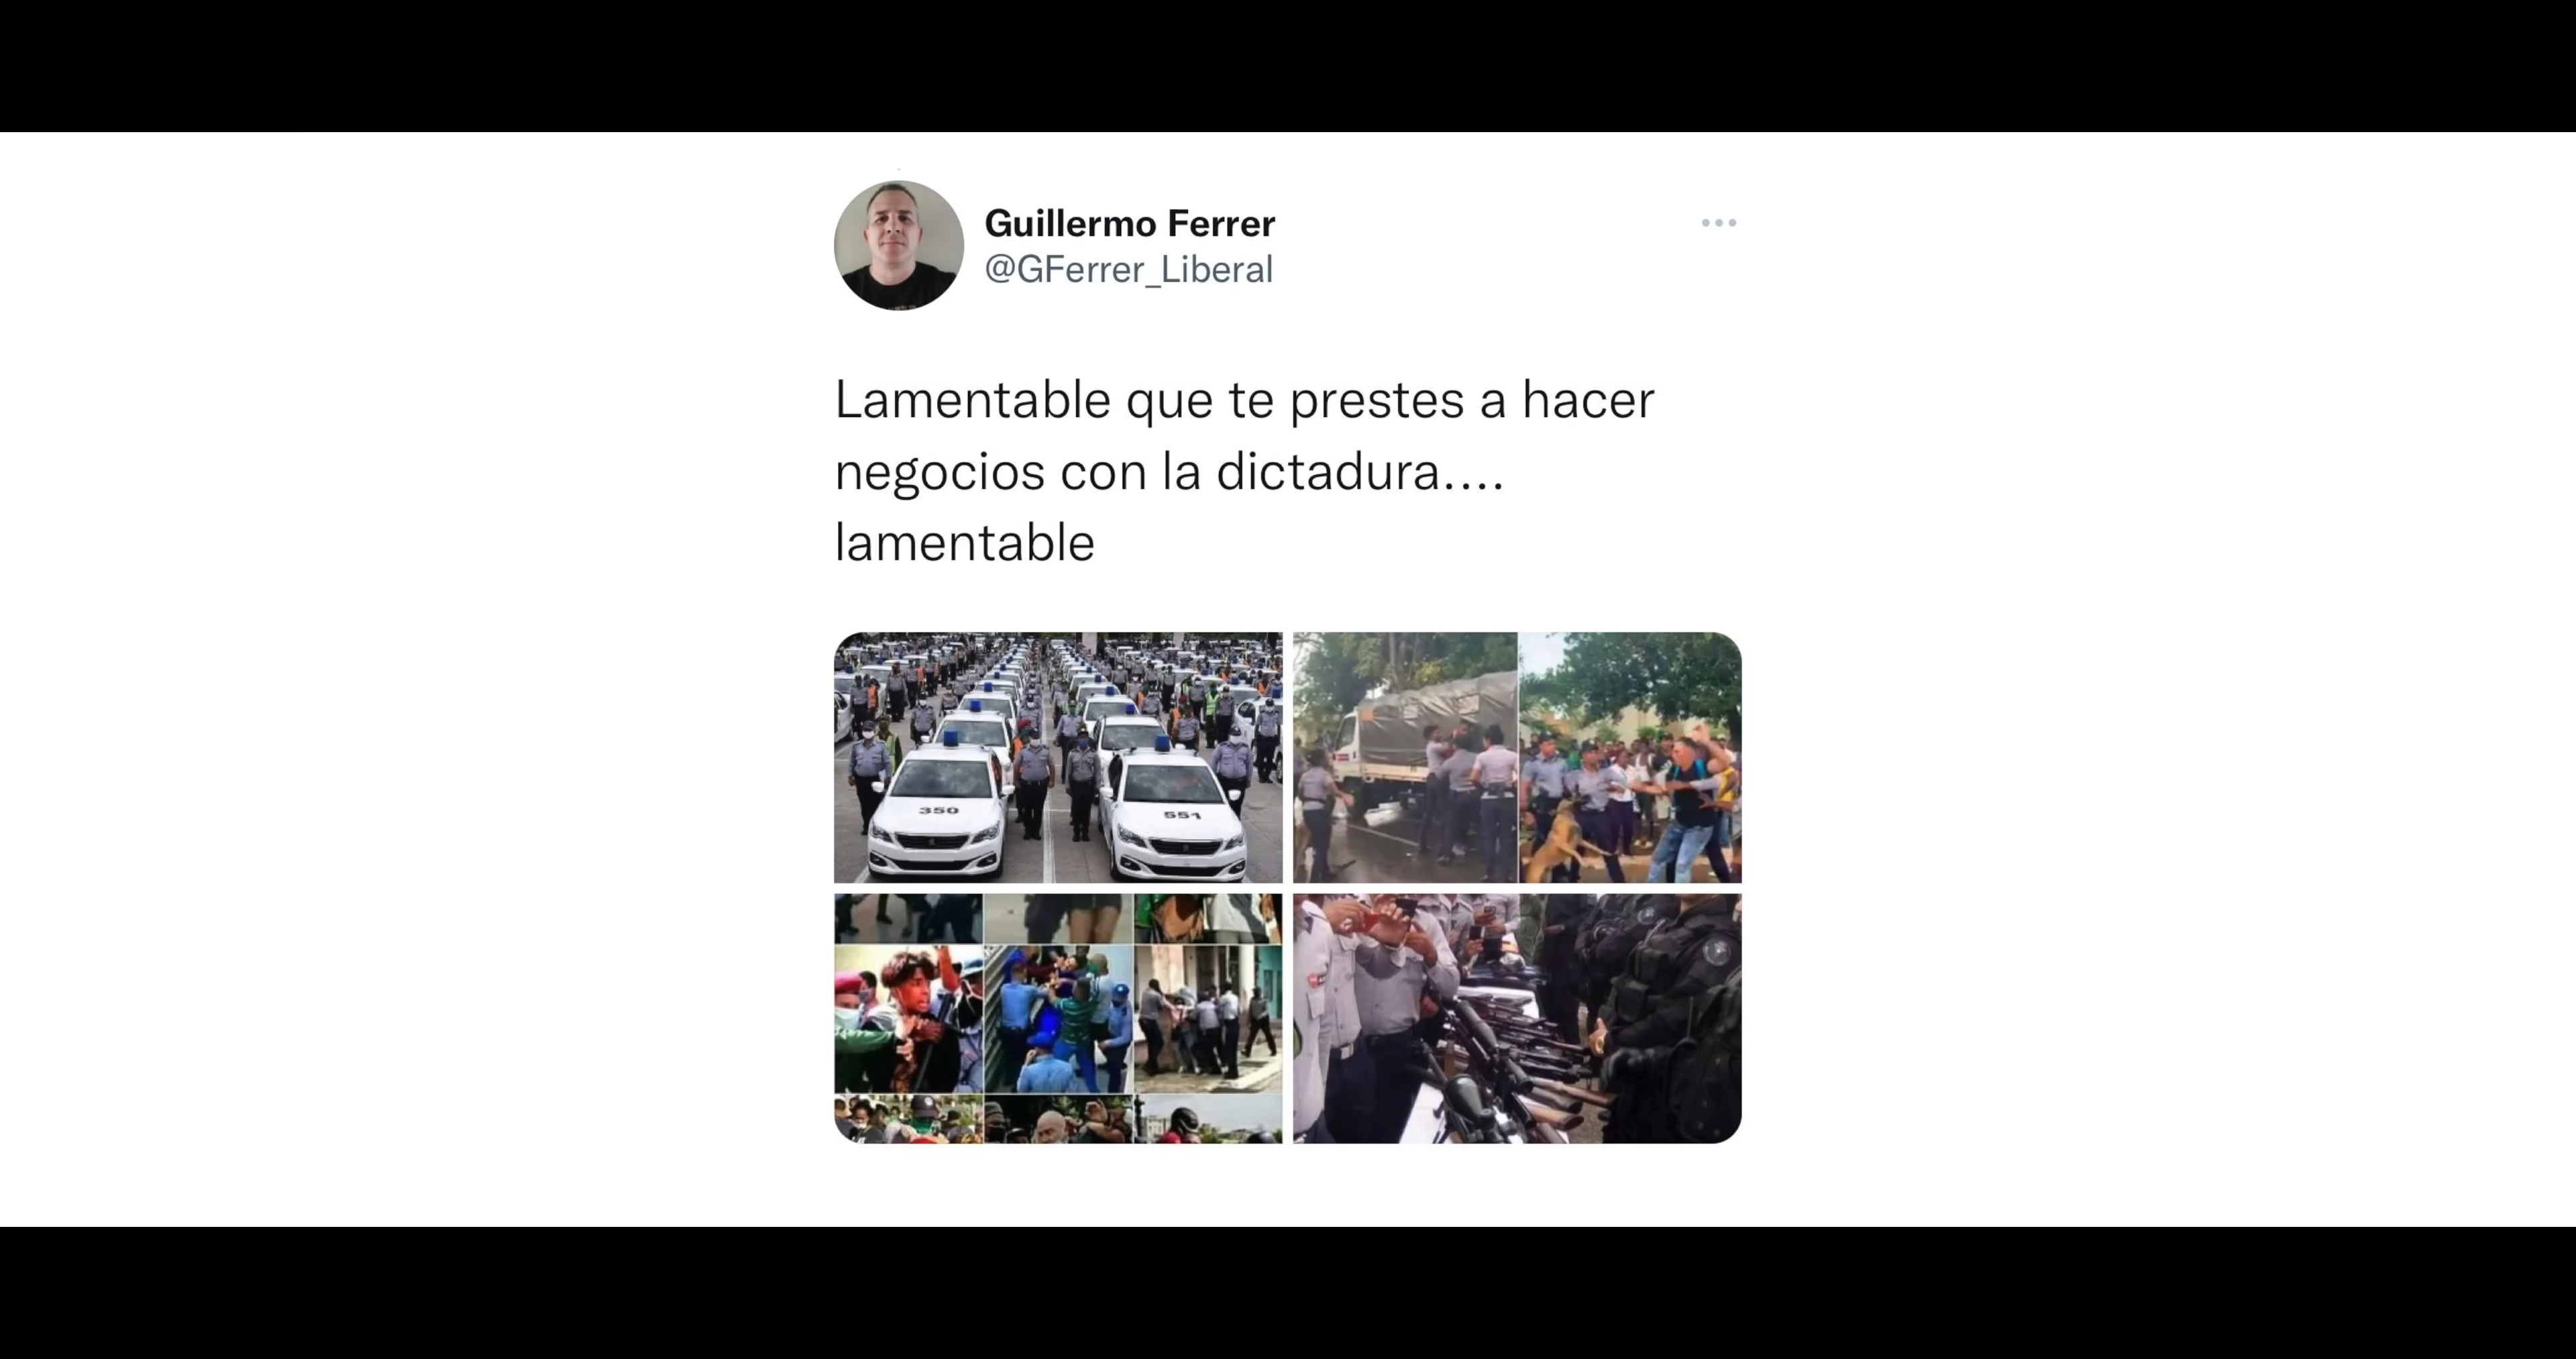 Guillermo Ferrer
@GFerrer_Liberal
Lamentable que te prestes a hacer
negocios con la dictadura....
lamentable
350
551